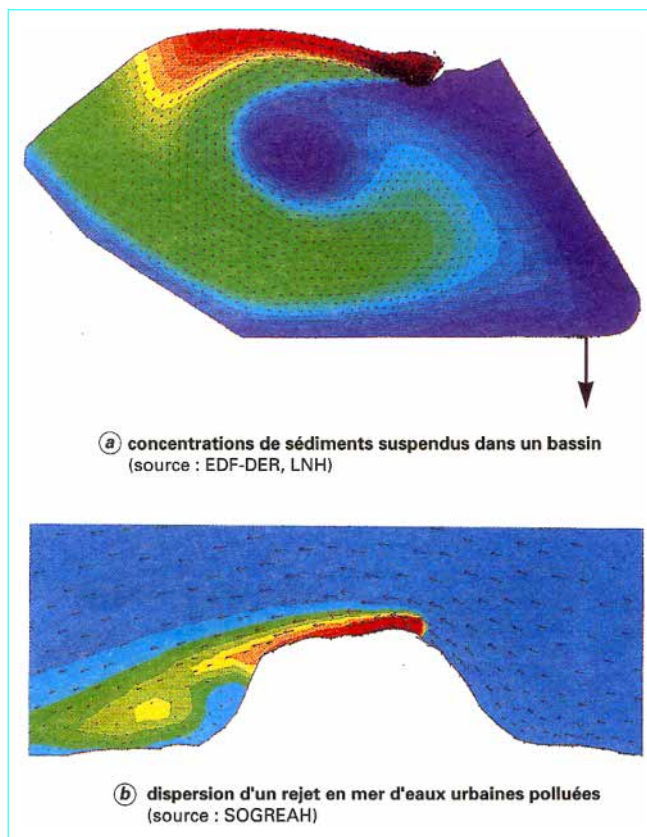 a concentrations de sédiments suspendus dans un bassin
(source : EDF-DER, LNH)
b dispersion d'un rejet en mer d'eaux urbaines polluées
(source : SOGREAH)